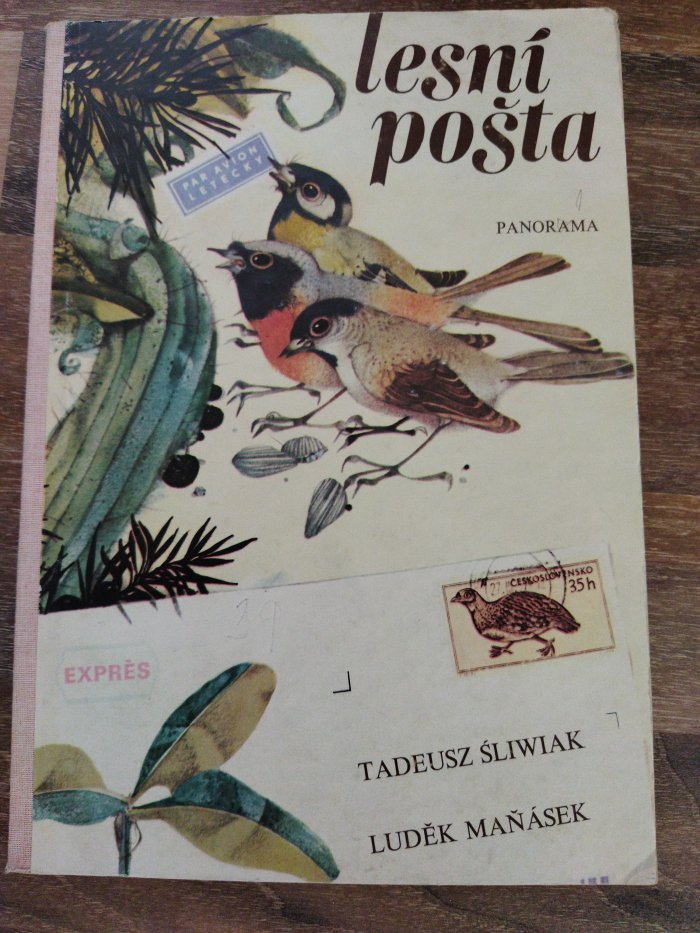 lesní
pošta
PAR AVION
LETECKY
PANORAMA
ČESKOSLOVENSKO
35h
EXPRÈS
TADEUSZ ŚLIWIAK
LUDĚK MAŇÁSEK